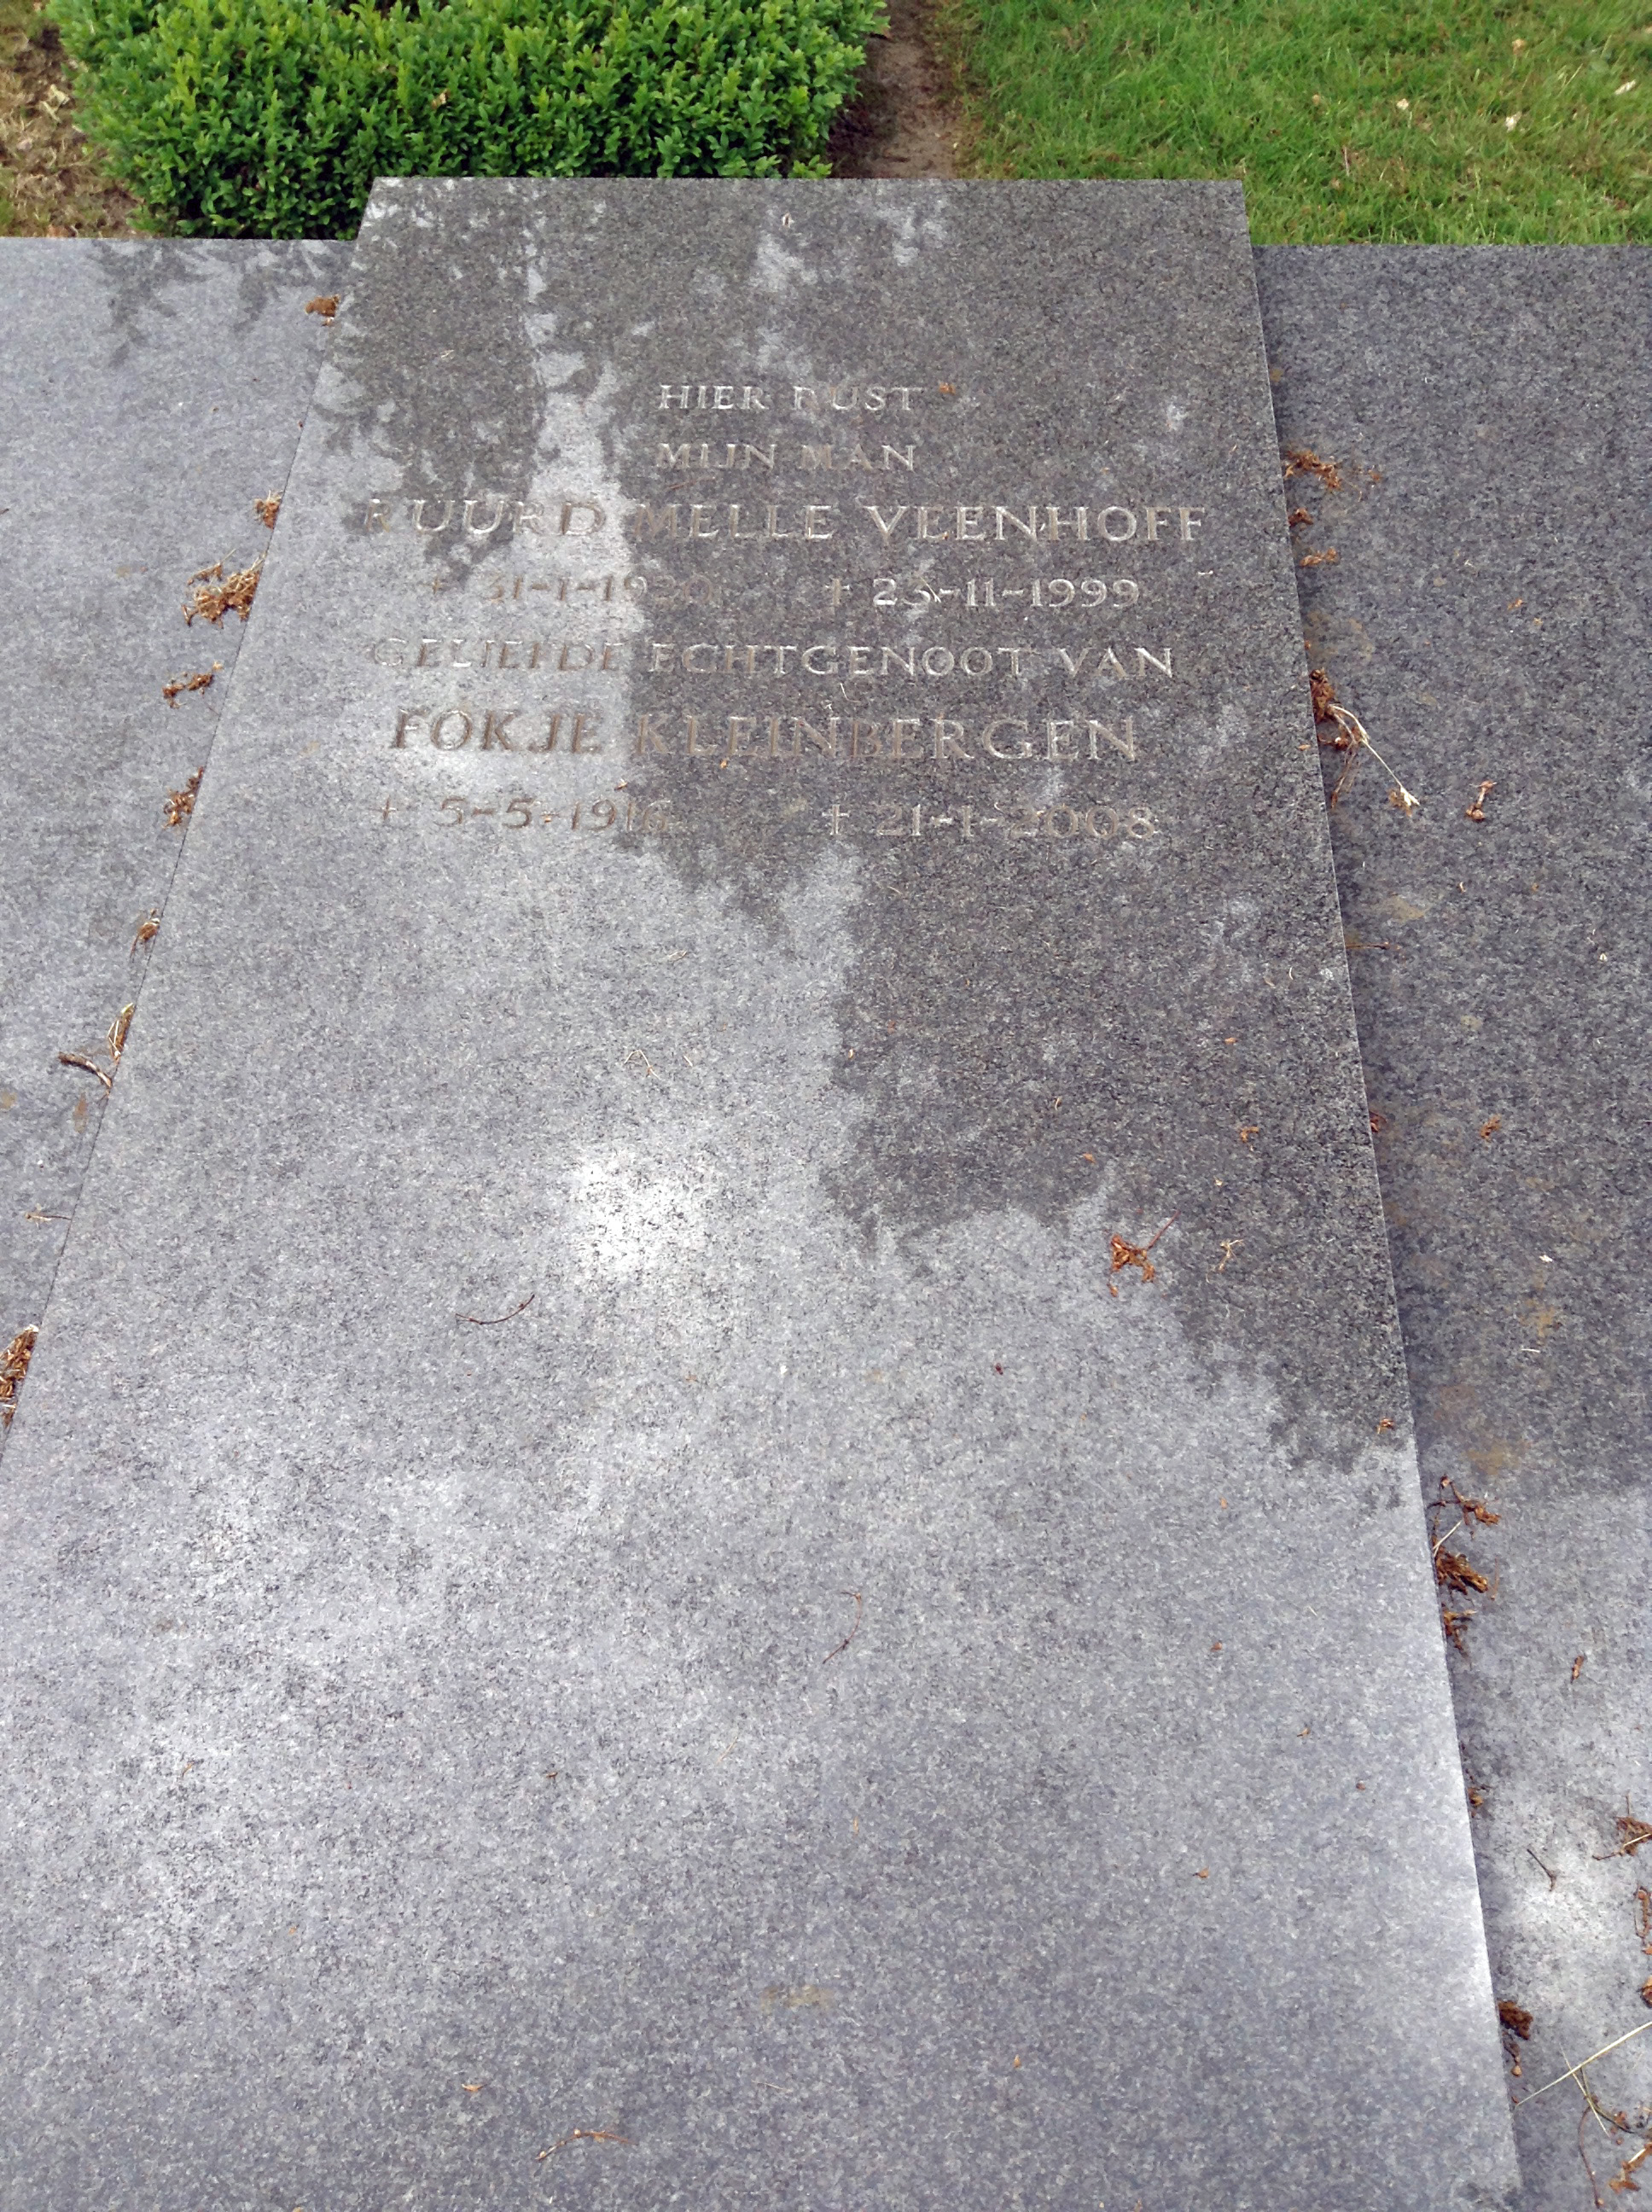 HIER RUST
MIJN MAN
RUURD MELLE VEENHOFF
+ 31-1-1920 † 23-11-1999
GELIEFDE ECHTGENOOT VAN
FOKJE KLEINBERGEN
+ 5-5-1916 † 21-1-2008